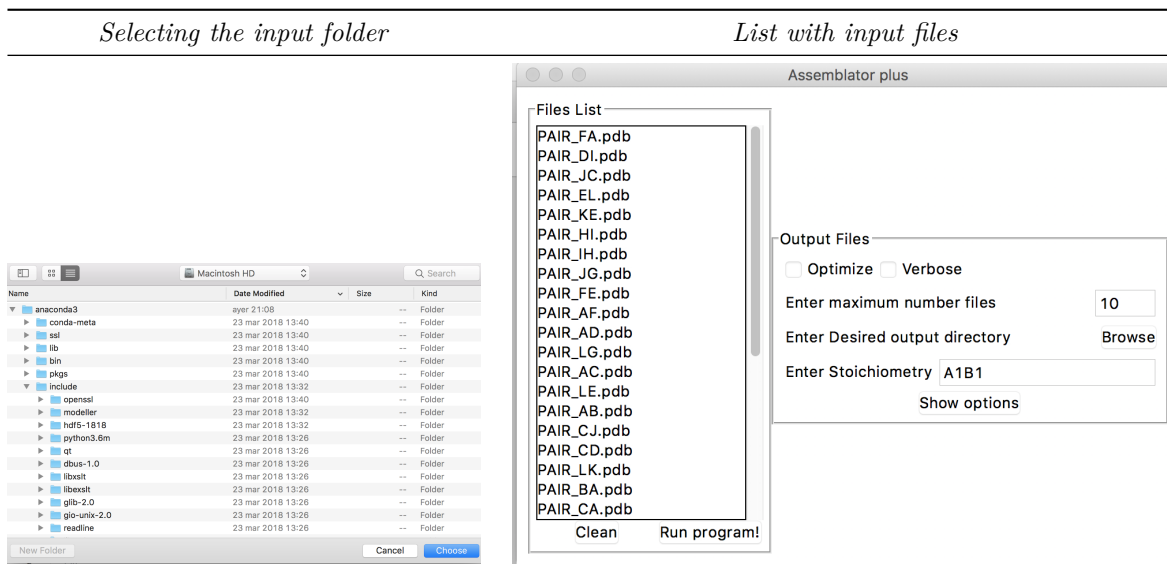 Selecting the input folder
List with input files
Macintosh HD
Search
Name Date Modified Size Kind
anaconda3 ayer 21:08 -- Folder
conda-meta 23 mar 2018 13:40 -- Folder
ssl 23 mar 2018 13:40 -- Folder
lib 23 mar 2018 13:40 -- Folder
bin 23 mar 2018 13:40 -- Folder
pkgs 23 mar 2018 13:40 -- Folder
include 23 mar 2018 13:32 -- Folder
openssl 23 mar 2018 13:40 -- Folder
modeller 23 mar 2018 13:32 -- Folder
hdf5-1818 23 mar 2018 13:32 -- Folder
python3.6m 23 mar 2018 13:26 -- Folder
qt 23 mar 2018 13:26 -- Folder
dbus-1.0 23 mar 2018 13:26 -- Folder
libxslt 23 mar 2018 13:26 -- Folder
libexslt 23 mar 2018 13:26 -- Folder
glib-2.0 23 mar 2018 13:26 -- Folder
gio-unix-2.0 23 mar 2018 13:26 -- Folder
readline 23 mar 2018 13:26 -- Folder
New Folder Cancel Choose
Assemblator plus
Files List
PAIR_FA.pdb
PAIR_DI.pdb
PAIR_JC.pdb
PAIR_EL.pdb
PAIR_KE.pdb
PAIR_HI.pdb
PAIR_IH.pdb
PAIR_JG.pdb
PAIR_FE.pdb
PAIR_AF.pdb
PAIR_AD.pdb
PAIR_LG.pdb
PAIR_AC.pdb
PAIR_LE.pdb
PAIR_AB.pdb
PAIR_CJ.pdb
PAIR_CD.pdb
PAIR_LK.pdb
PAIR_BA.pdb
PAIR_CA.pdb
Clean Run program!
Output Files
Optimize Verbose
Enter maximum number files 10
Enter Desired output directory Browse
Enter Stoichiometry A1B1
Show options